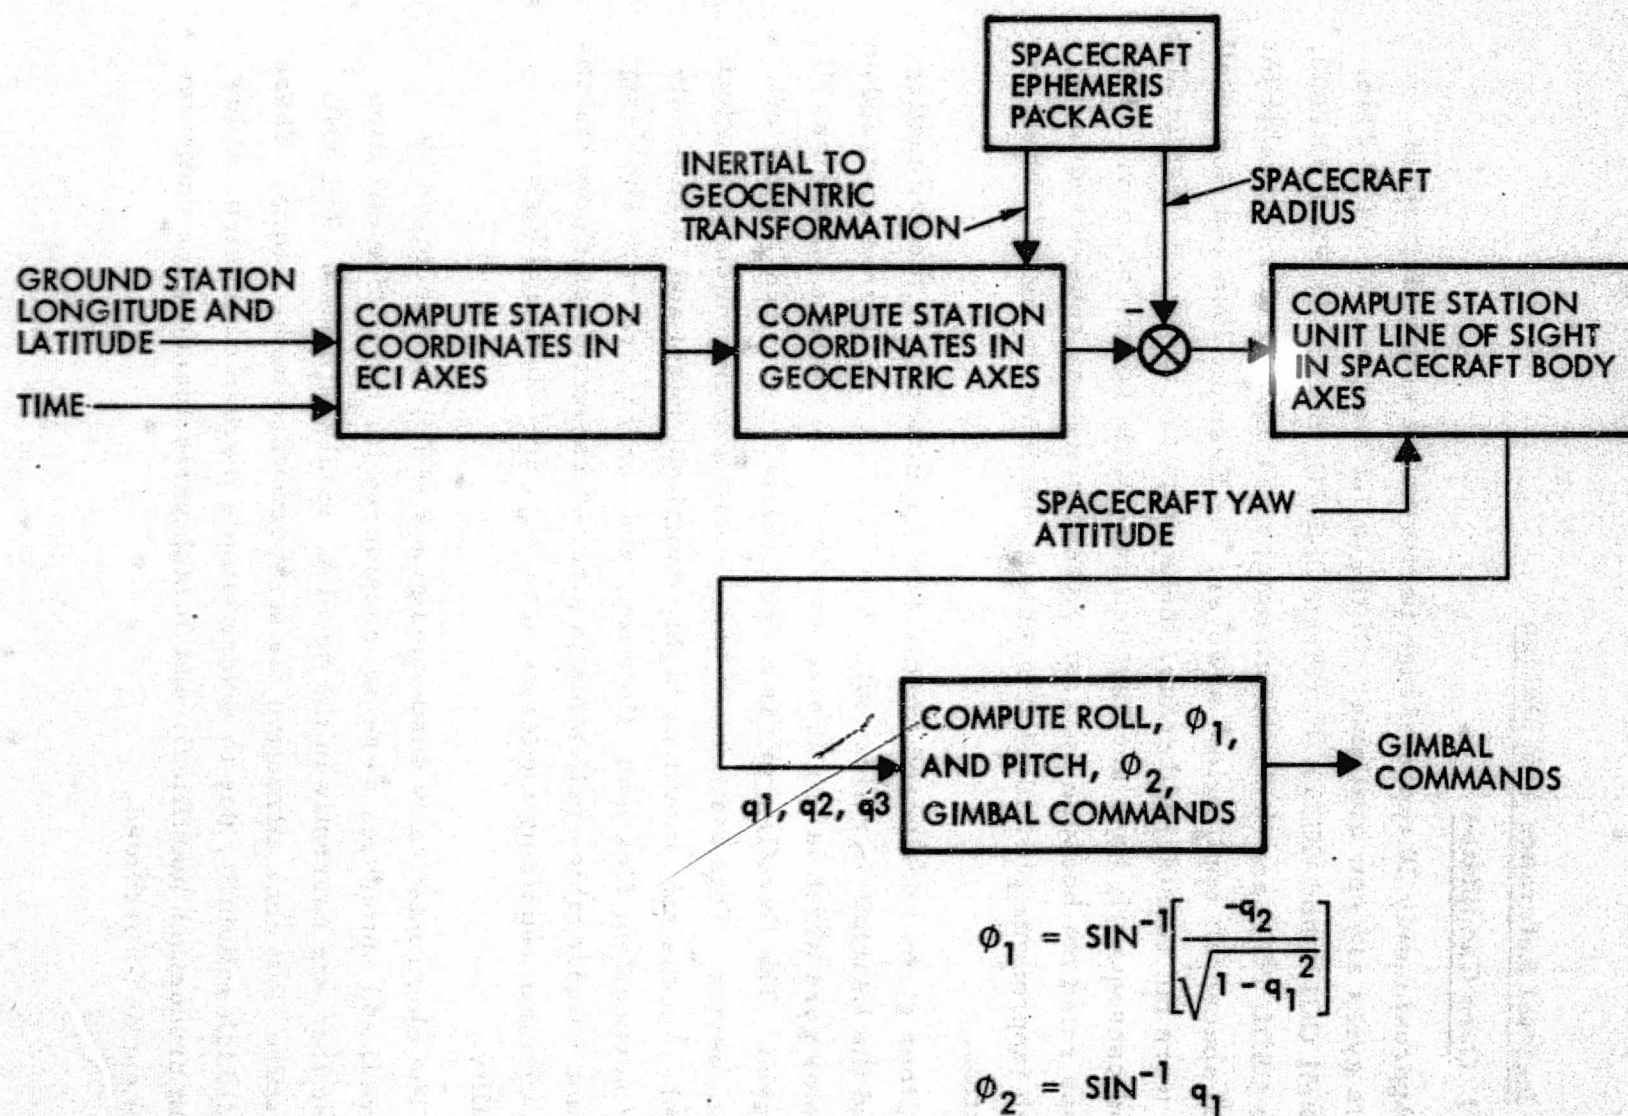 SPACECRAFT
EPHEMERIS
PACKAGE
INERTIAL TO
GEOCENTRIC
TRANSFORMATION
SPACECRAFT
RADIUS
GROUND STATION
LONGITUDE AND
LATITUDE
TIME
COMPUTE STATION
COORDINATES IN
ECI AXES
COMPUTE STATION
COORDINATES IN
GEOCENTRIC AXES
−
COMPUTE STATION
UNIT LINE OF SIGHT
IN SPACECRAFT BODY
AXES
SPACECRAFT YAW
ATTITUDE
q1, q2, q3
COMPUTE ROLL, ϕ₁,
AND PITCH, ϕ₂,
GIMBAL COMMANDS
GIMBAL
COMMANDS
ϕ₁ = SIN⁻¹[-q₂ / √(1 - q₁²)]
ϕ₂ = SIN⁻¹ q₁